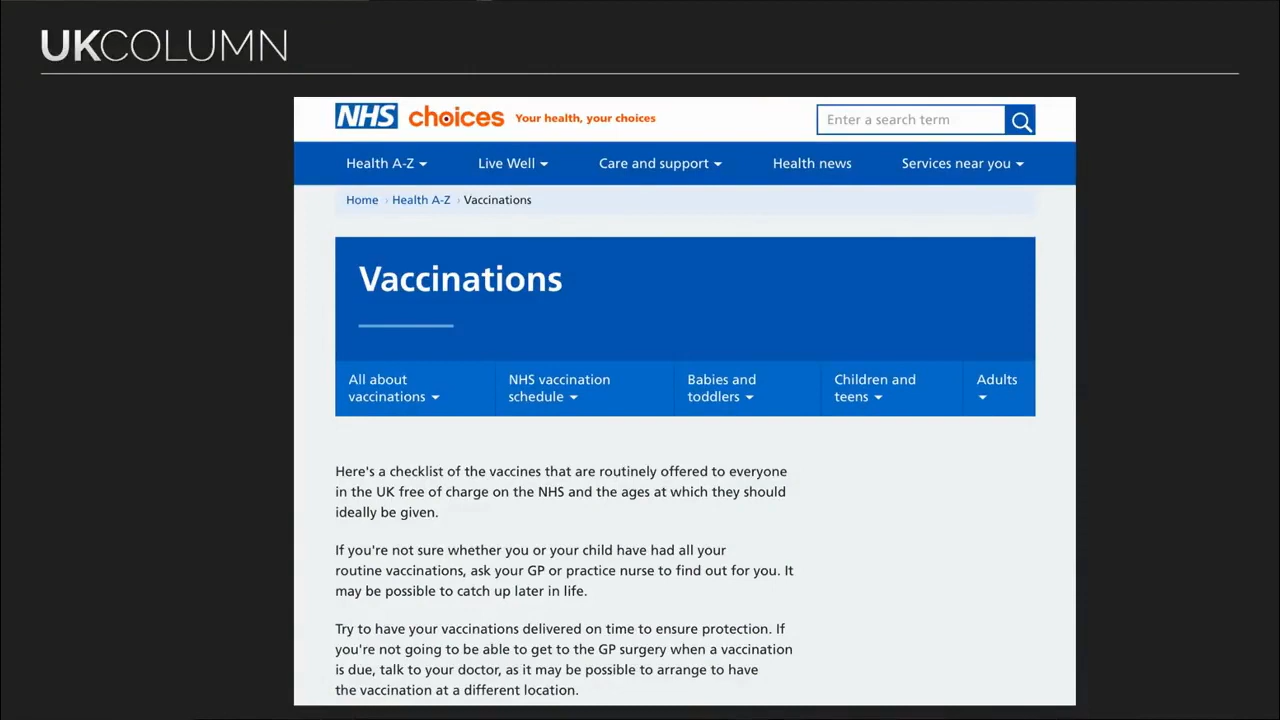 UKCOLUMN
NHS choices Your health, your choices
Enter a search term
Health A-Z Live Well Care and support Health news Services near you
Home › Health A-Z › Vaccinations
Vaccinations
All about
vaccinations
NHS vaccination
schedule
Babies and
toddlers
Children and
teens
Adults
Here's a checklist of the vaccines that are routinely offered to everyone
in the UK free of charge on the NHS and the ages at which they should
ideally be given.
If you're not sure whether you or your child have had all your
routine vaccinations, ask your GP or practice nurse to find out for you. It
may be possible to catch up later in life.
Try to have your vaccinations delivered on time to ensure protection. If
you're not going to be able to get to the GP surgery when a vaccination
is due, talk to your doctor, as it may be possible to arrange to have
the vaccination at a different location.